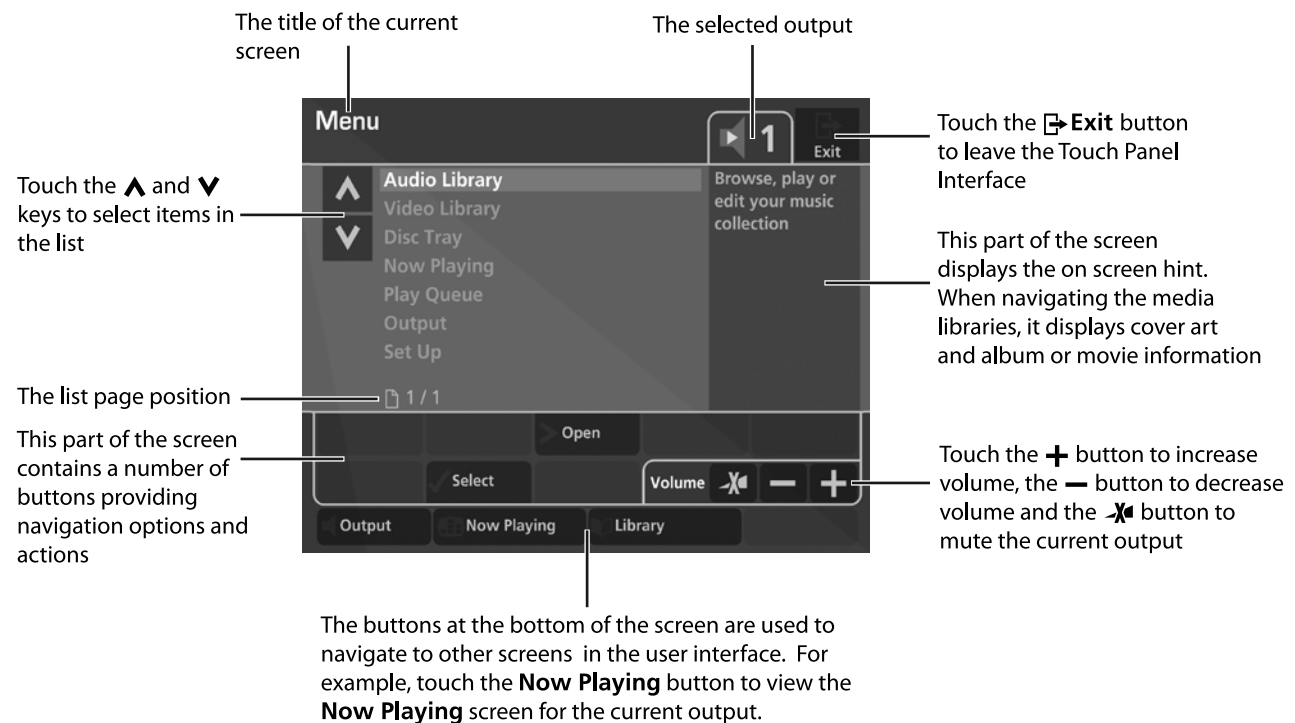 The title of the current
screen
The selected output
Touch the Exit button
to leave the Touch Panel
Interface
Touch the ∧ and ∨
keys to select items in
the list
Menu
1
Exit
Audio Library
Video Library
Disc Tray
Now Playing
Play Queue
Output
Set Up
1 / 1
Browse, play or
edit your music
collection
This part of the screen
displays the on screen hint.
When navigating the media
libraries, it displays cover art
and album or movie information
The list page position
This part of the screen
contains a number of
buttons providing
navigation options and
actions
> Open
Select
Volume − +
Output Now Playing Library
Touch the + button to increase
volume, the − button to decrease
volume and the button to
mute the current output
The buttons at the bottom of the screen are used to
navigate to other screens in the user interface. For
example, touch the Now Playing button to view the
Now Playing screen for the current output.